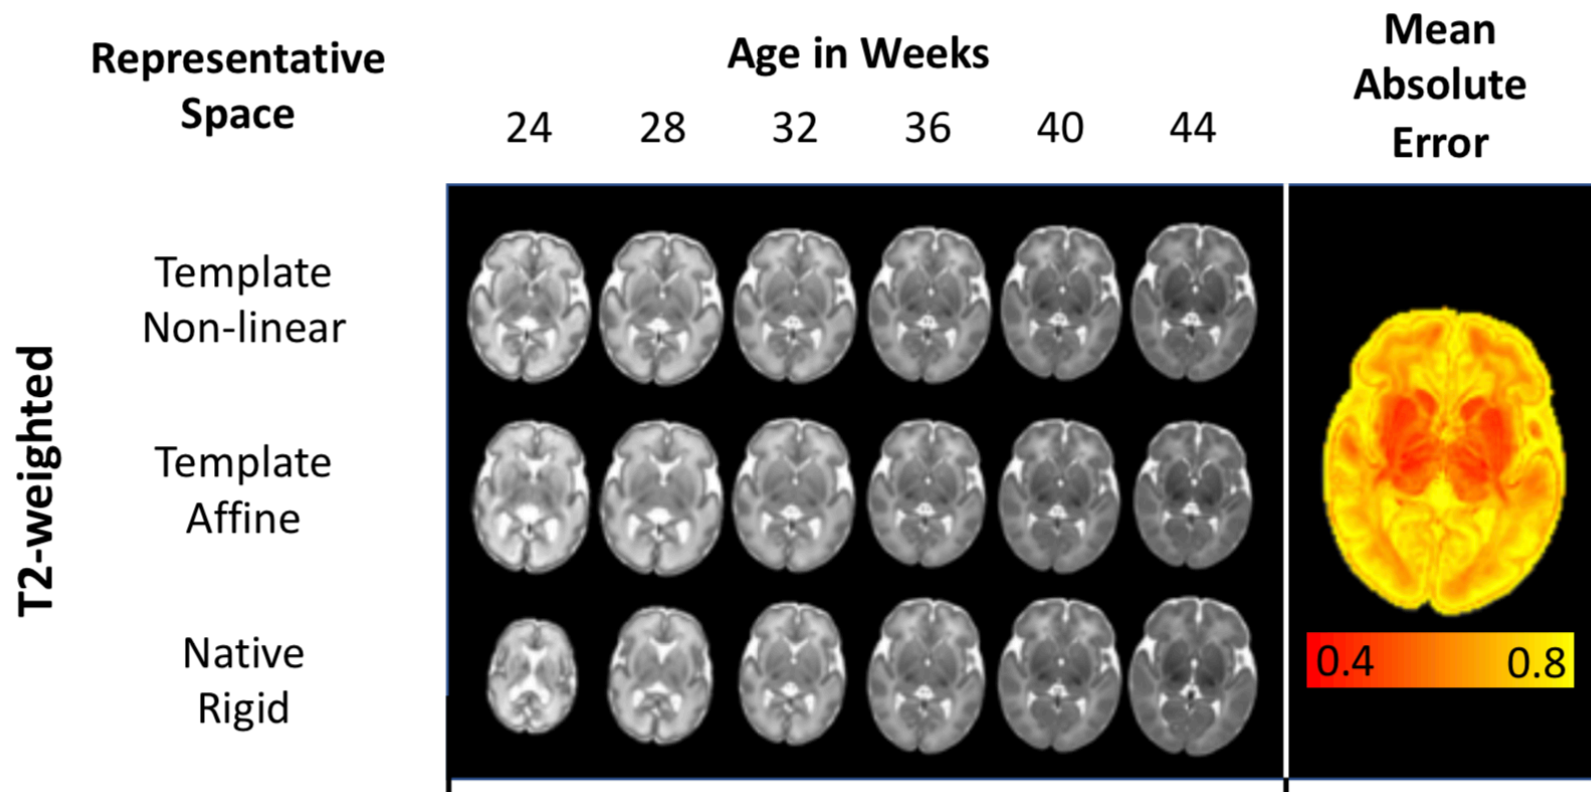 Representative
Space
Age in Weeks
24 28 32 36 40 44
Mean
Absolute
Error
T2-weighted
Template
Non-linear
Template
Affine
Native
Rigid
0.4 0.8